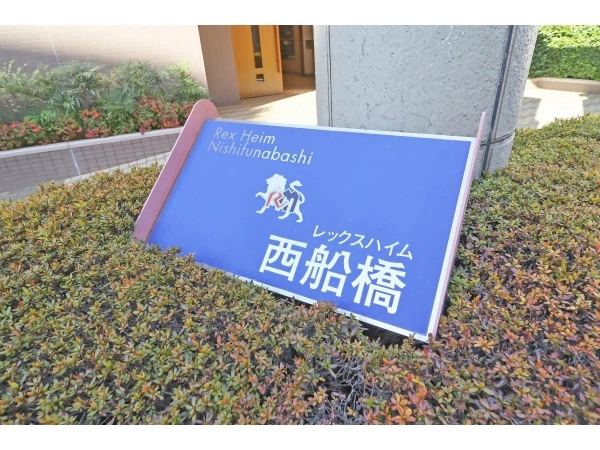 Rex Heim
Nishifunabashi
レックスハイム
西船橋